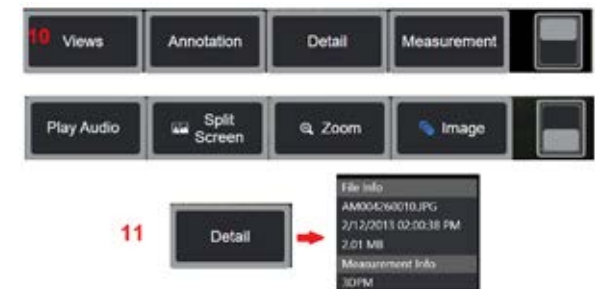 10 Views Annotation Detail Measurement
Play Audio Split Screen Zoom Image
File Info
AM004260010.JPG
2/12/2013 02:00:38 PM
2.01 MB
11 Detail
Measurement Info
3DPM